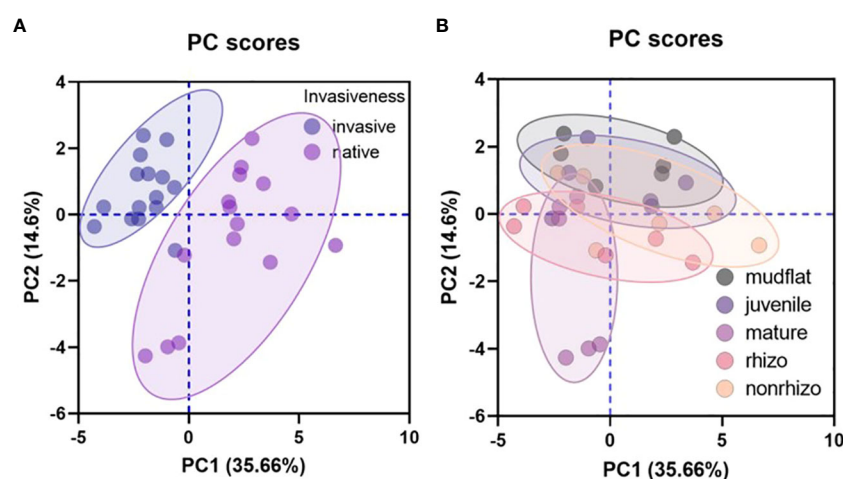 A
PC scores
Invasiveness
invasive
native
4
2
0
-2
-4
-6
-5
0
5
10
PC2 (14.6%)
PC1 (35.66%)
B
PC scores
4
2
0
-2
-4
-6
-5
0
5
10
PC2 (14.6%)
PC1 (35.66%)
mudflat
juvenile
mature
rhizo
nonrhizo